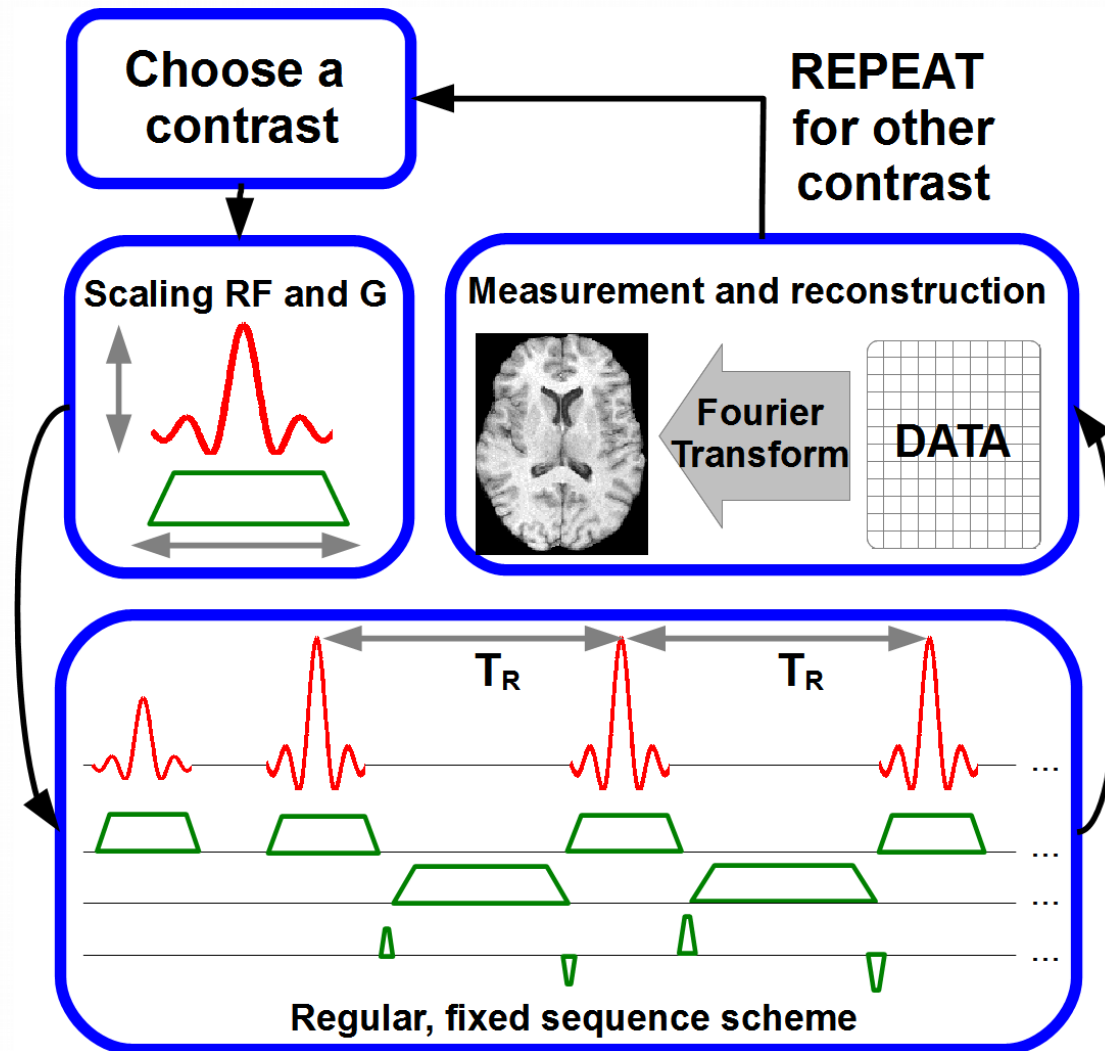 Choose a
contrast
REPEAT
for other
contrast
Scaling RF and G
Measurement and reconstruction
Fourier
Transform
DATA
TR
TR
...
...
...
...
Regular, fixed sequence scheme